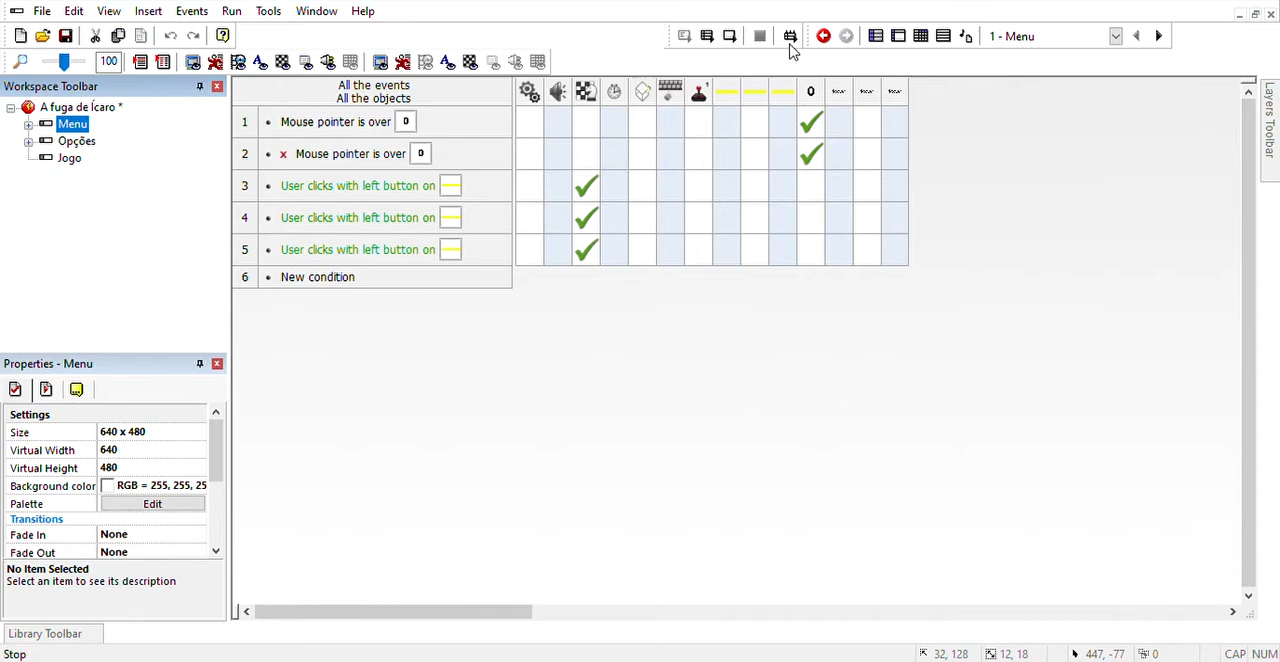 File Edit View Insert Events Run Tools Window Help
1 - Menu
100
Workspace Toolbar
A fuga de Ícaro *
Menu
Opções
Jogo
All the events
All the objects
1 • Mouse pointer is over 0
2 • x Mouse pointer is over 0
3 • User clicks with left button on
4 • User clicks with left button on
5 • User clicks with left button on
6 • New condition
Layers Toolbar
Properties - Menu
Settings
Size 640 x 480
Virtual Width 640
Virtual Height 480
Background color RGB = 255, 255, 25
Palette Edit
Transitions
Fade In None
Fade Out None
No Item Selected
Select an item to see its description
Library Toolbar
Stop 32, 128 12, 18 447, -77 0 CAP NUM